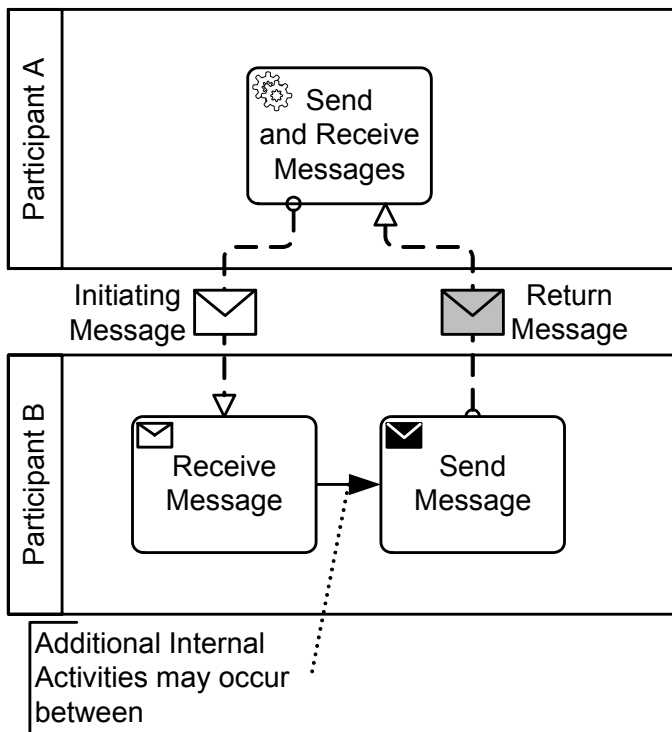 Participant A
Send
and Receive
Messages
Initiating
Message
Return
Message
Participant B
Receive
Message
Send
Message
Additional Internal
Activities may occur
between